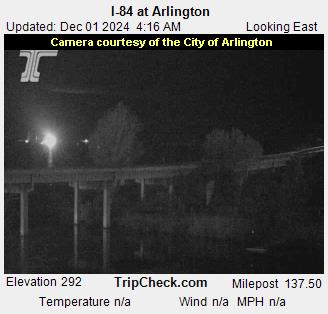 I-84 at Arlington
Updated: Dec 01 2024 4:16 AM Looking East
Camera courtesy of the City of Arlington
Elevation 292 TripCheck.com Milepost 137.50
Temperature n/a Wind n/a MPH n/a